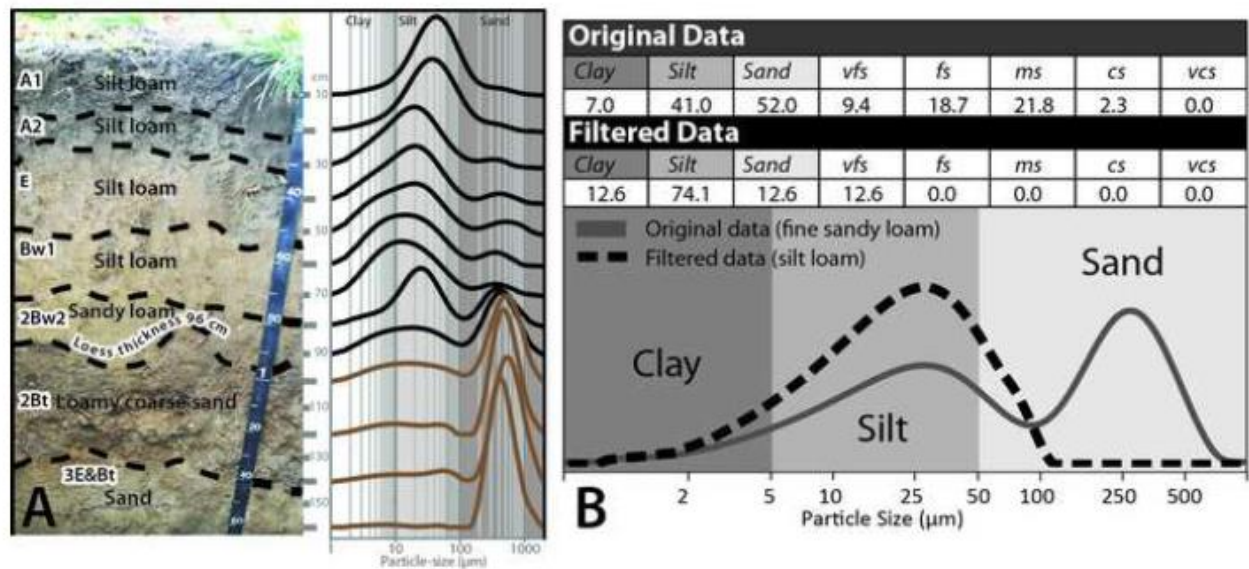 A1
Silt loam
A2
Silt loam
E
Silt loam
Bw1
Silt loam
2Bw2
Sandy loam
Loess thickness 96 cm
2Bt
Loamy coarse sand
3E&Bt
Sand
A
Clay Silt Sand
cm
10
30
50
70
90
110
130
150
10 100 1000
Particle-size (µm)
Original Data
Clay Silt Sand vfs fs ms cs vcs
7.0 41.0 52.0 9.4 18.7 21.8 2.3 0.0
Filtered Data
Clay Silt Sand vfs fs ms cs vcs
12.6 74.1 12.6 12.6 0.0 0.0 0.0 0.0
Original data (fine sandy loam)
Filtered data (silt loam)
Clay
Silt
Sand
B
2 5 10 25 50 100 250 500
Particle Size (µm)